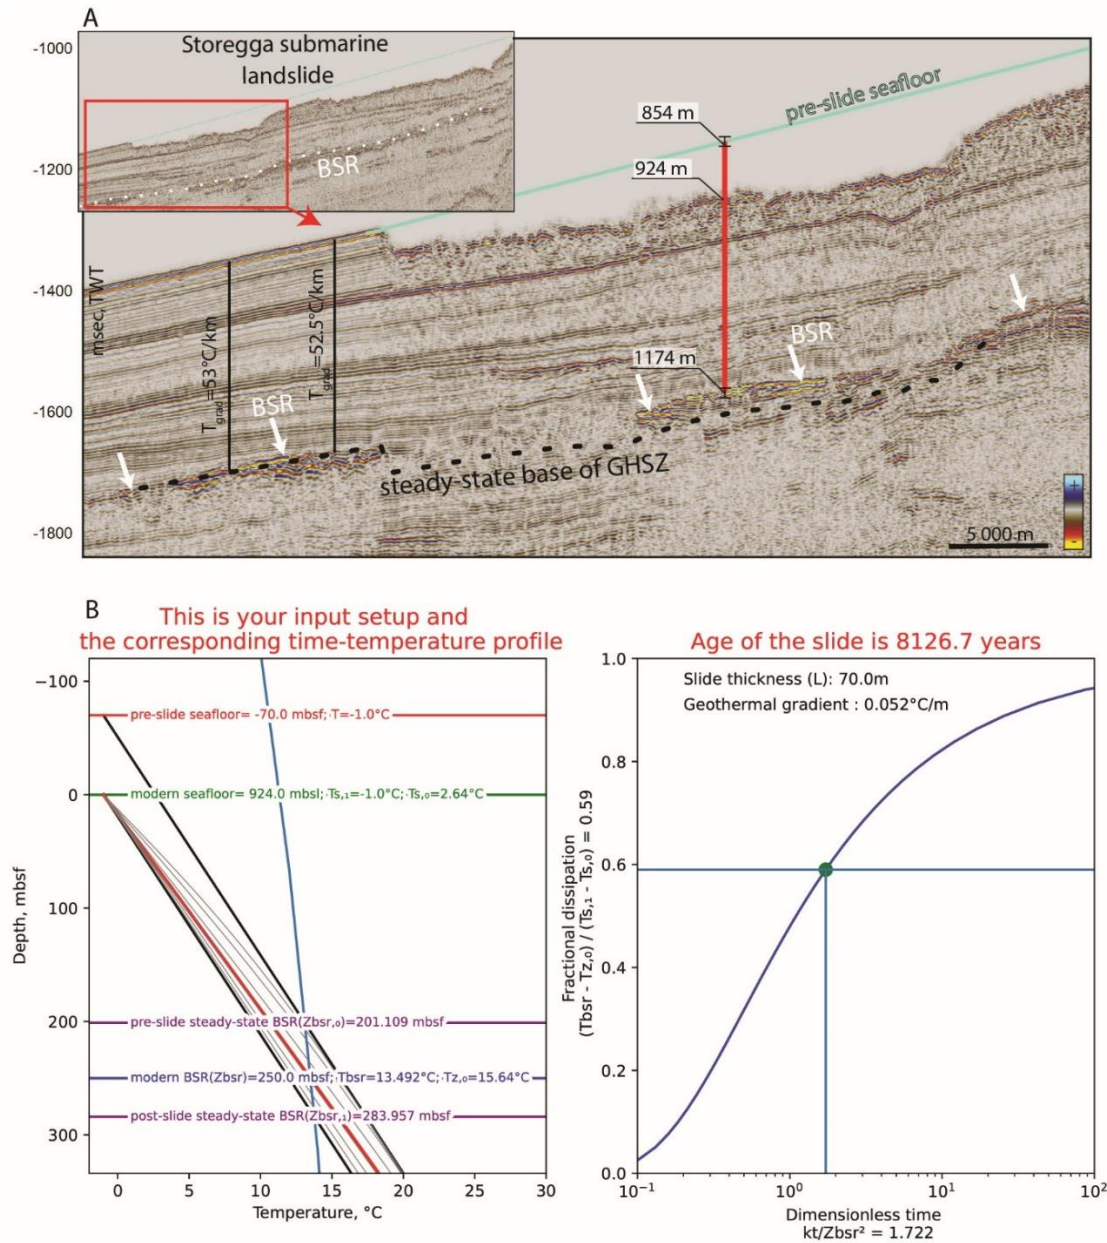 A
-1000
-1200
-1400
-1600
-1800
msec, TWT
Storegga submarine
landslide
BSR
pre-slide seafloor
854 m
924 m
1174 m
Tgrad=53°C/km
Tgrad=52.5°C/km
BSR
BSR
steady-state base of GHSZ
+
-
5 000 m
B
This is your input setup and
the corresponding time-temperature profile
Depth, mbsf
−100
0
100
200
300
pre-slide seafloor= -70.0 mbsf; T=-1.0°C
modern seafloor= 924.0 mbsl; Ts,₁=-1.0°C; Ts,₀=2.64°C
pre-slide steady-state BSR(Zbsr,₀)=201.109 mbsf
modern BSR(Zbsr)=250.0 mbsf; Tbsr=13.492°C; Tz,₀=15.64°C
post-slide steady-state BSR(Zbsr,₁)=283.957 mbsf
0 5 10 15 20 25 30
Temperature, °C
Age of the slide is 8126.7 years
Slide thickness (L): 70.0m
Geothermal gradient : 0.052°C/m
Fractional dissipation
(Tbsr - Tz,₀) / (Ts,₁ - Ts,₀) = 0.59
1.0
0.8
0.6
0.4
0.2
0.0
10⁻¹ 10⁰ 10¹ 10²
Dimensionless time
kt/Zbsr² = 1.722